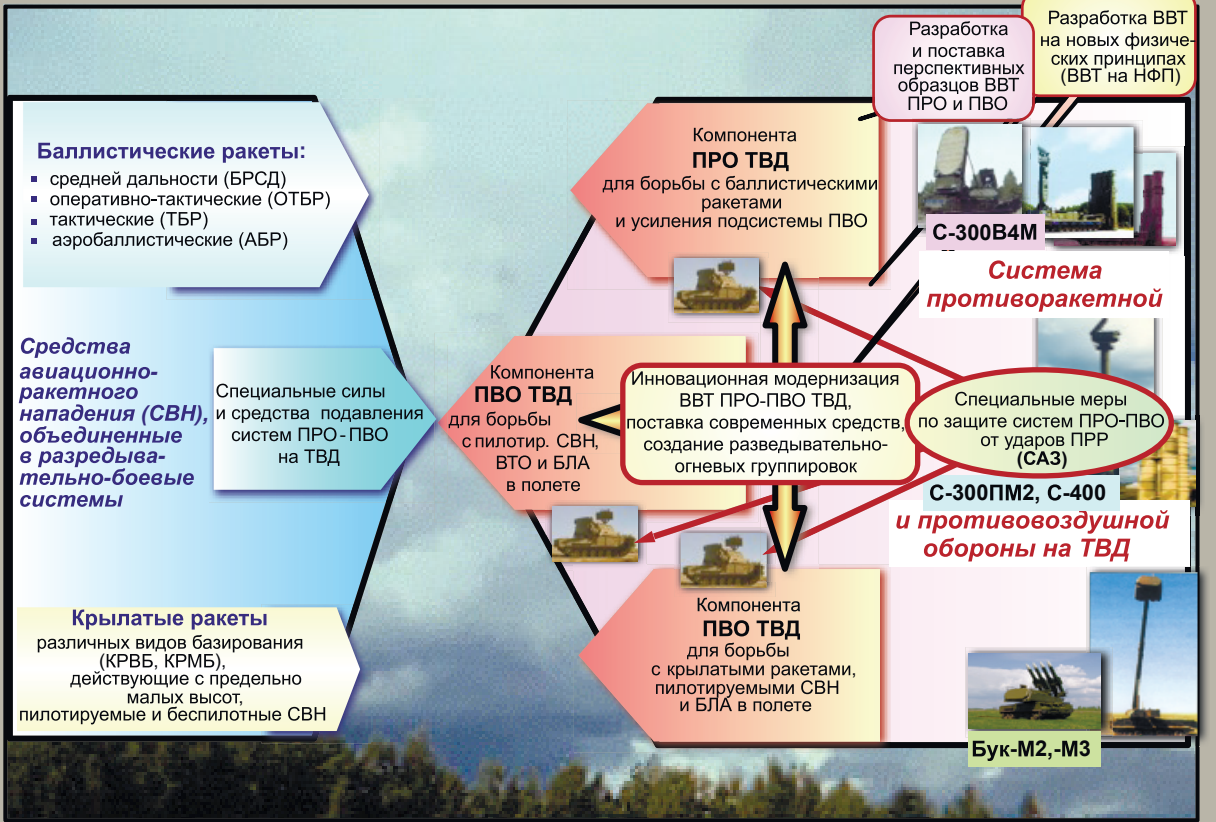 Разработка ВВТ
на новых физиче-
ских принципах
(ВВТ на НФП)
Разработка
и поставка
перспективных
образцов ВВТ
ПРО и ПВО
Баллистические ракеты:
средней дальности (БРСД)
оперативно-тактические (ОТБР)
тактические (ТБР)
аэробаллистические (АБР)
Средства
авиационно-
ракетного
нападения (СВН),
объединенные
в разредыва-
тельно-боевые
системы
Специальные силы
и средства подавления
систем ПРО-ПВО
на ТВД
Крылатые ракеты
различных видов базирования
(КРВБ, КРМБ),
действующие с предельно
малых высот,
пилотируемые и беспилотные СВН
Компонента
ПРО ТВД
для борьбы с баллистическими
ракетами
и усиления подсистемы ПВО
Компонента
ПВО ТВД
для борьбы
с пилотир. СВН,
ВТО и БЛА
в полете
Инновационная модернизация
ВВТ ПРО-ПВО ТВД,
поставка современных средств,
создание разведывательно-
огневых группировок
Компонента
ПВО ТВД
для борьбы
с крылатыми ракетами,
пилотируемыми СВН
и БЛА в полете
С-300В4М
Система
противоракетной
Специальные меры
по защите систем ПРО-ПВО
от ударов ПРР
(САЗ)
С-300ПМ2, С-400
и противовоздушной
обороны на ТВД
Бук-М2,-М3